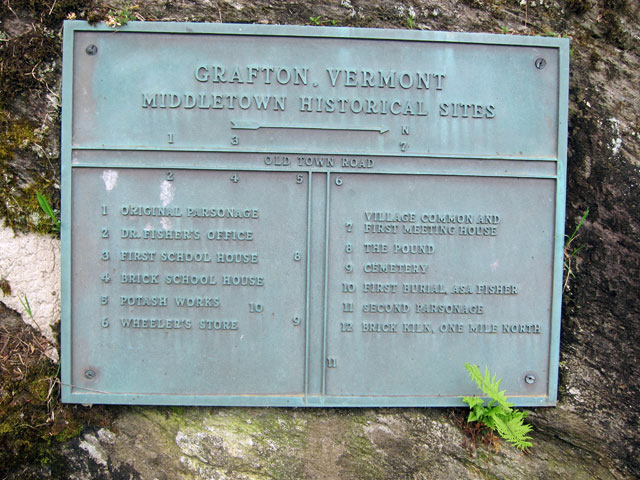 GRAFTON, VERMONT
MIDDLETOWN HISTORICAL SITES
N
1 3 7
OLD TOWN ROAD
2 4 5 6
1 ORIGINAL PARSONAGE
2 DR. FISHER'S OFFICE
3 FIRST SCHOOL HOUSE 8
4 BRICK SCHOOL HOUSE
5 POTASH WORKS 10
6 WHEELER'S STORE 9
7 VILLAGE COMMON AND
FIRST MEETING HOUSE
8 THE POUND
9 CEMETERY
10 FIRST BURIAL, ASA FISHER
11 SECOND PARSONAGE
12 BRICK KILN, ONE MILE NORTH
11